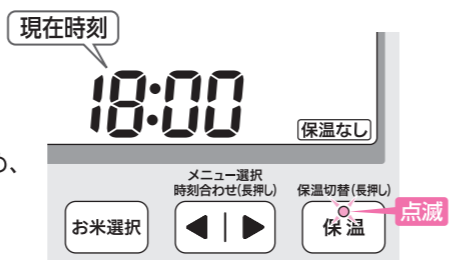 現在時刻
18:00
保温なし
め、
メニュー選択
時刻合わせ(長押し)
保温切替(長押し)
お米選択
保温
点滅